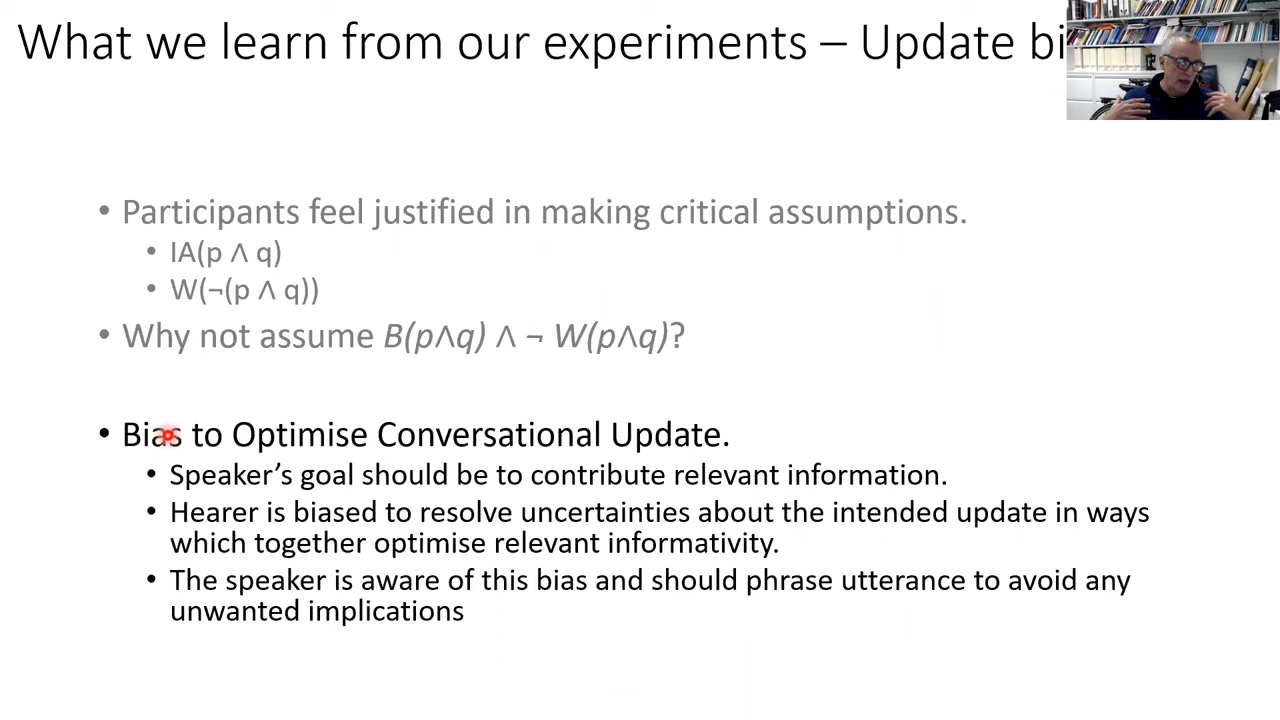 What we learn from our experiments – Update bi
• Participants feel justified in making critical assumptions.
• IA(p ∧ q)
• W(¬(p ∧ q))
• Why not assume B(p∧q) ∧ ¬ W(p∧q)?
• Bias to Optimise Conversational Update.
• Speaker’s goal should be to contribute relevant information.
• Hearer is biased to resolve uncertainties about the intended update in ways
which together optimise relevant informativity.
• The speaker is aware of this bias and should phrase utterance to avoid any
unwanted implications